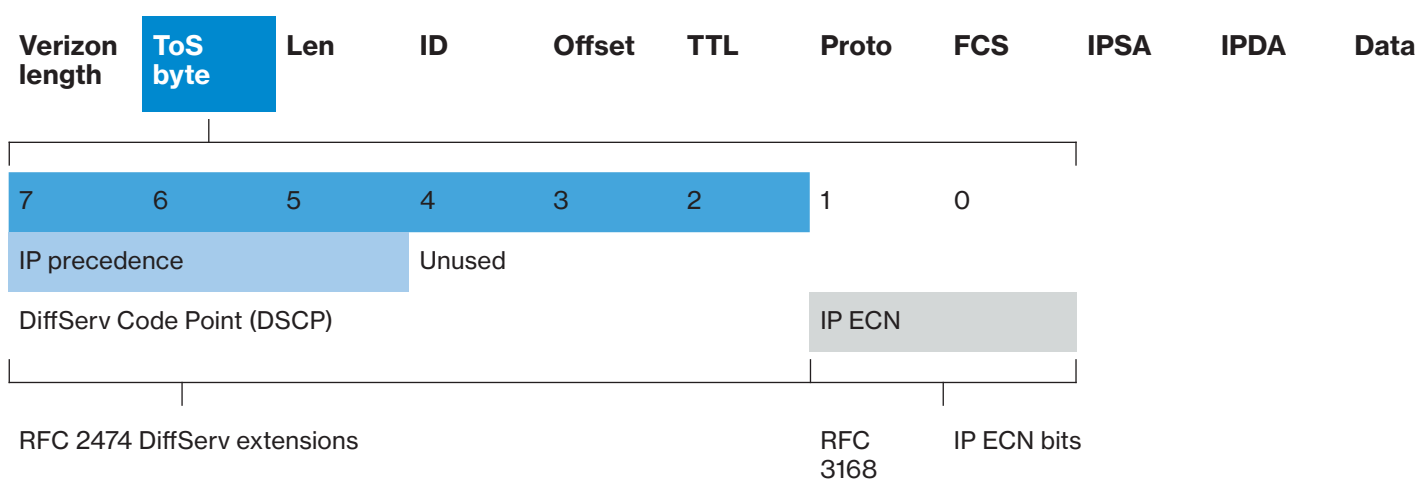 Verizon length ToS byte Len ID Offset TTL Proto FCS IPSA IPDA Data
7 6 5 4 3 2 1 0
IP precedence Unused
DiffServ Code Point (DSCP) IP ECN
RFC 2474 DiffServ extensions RFC 3168 IP ECN bits